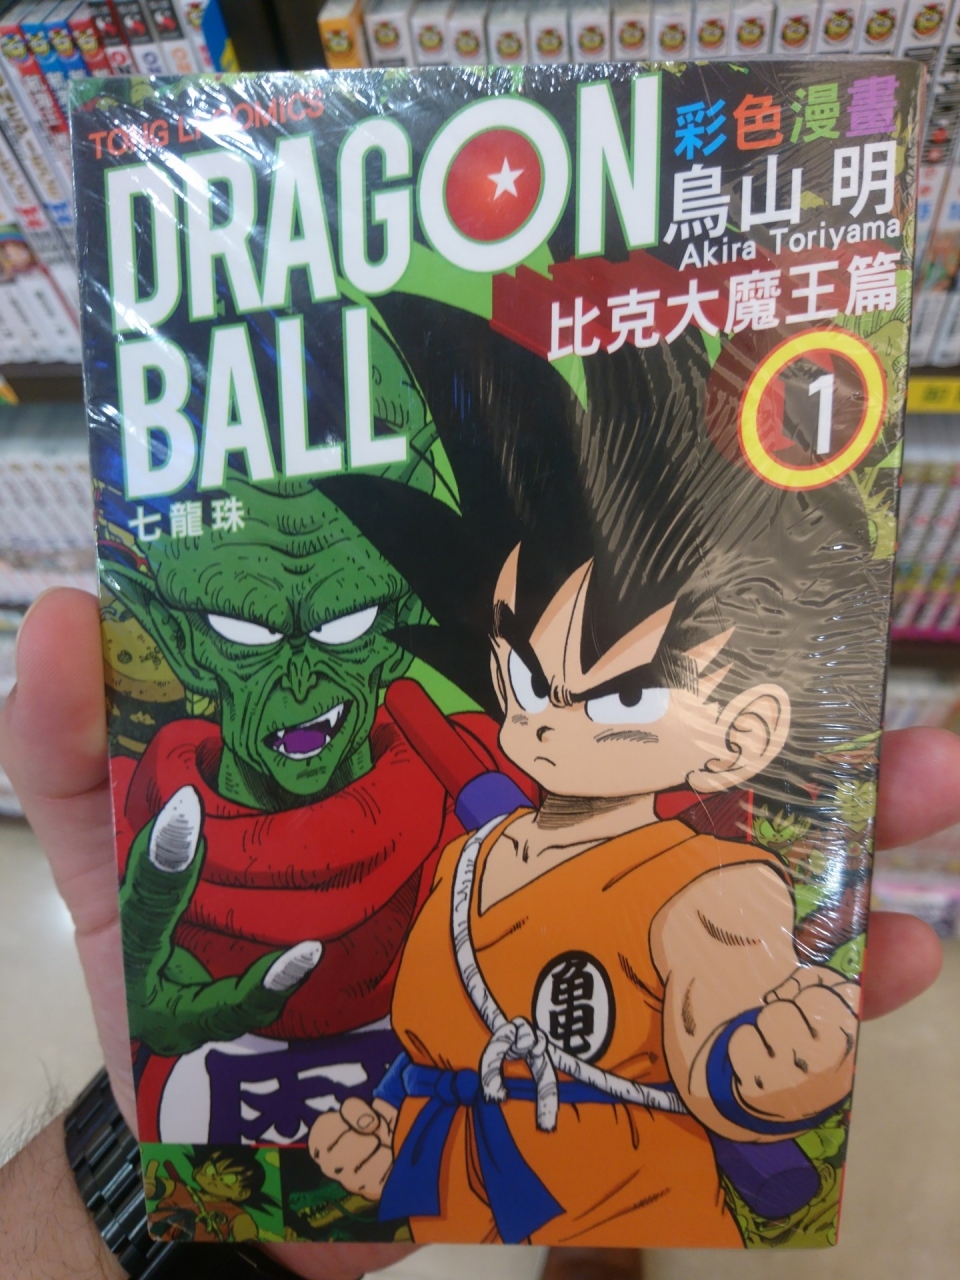 TONG LI COMICS
DRAGON
BALL
七龍珠
彩色漫畫
鳥山 明
Akira Toriyama
比克大魔王篇
1
亀